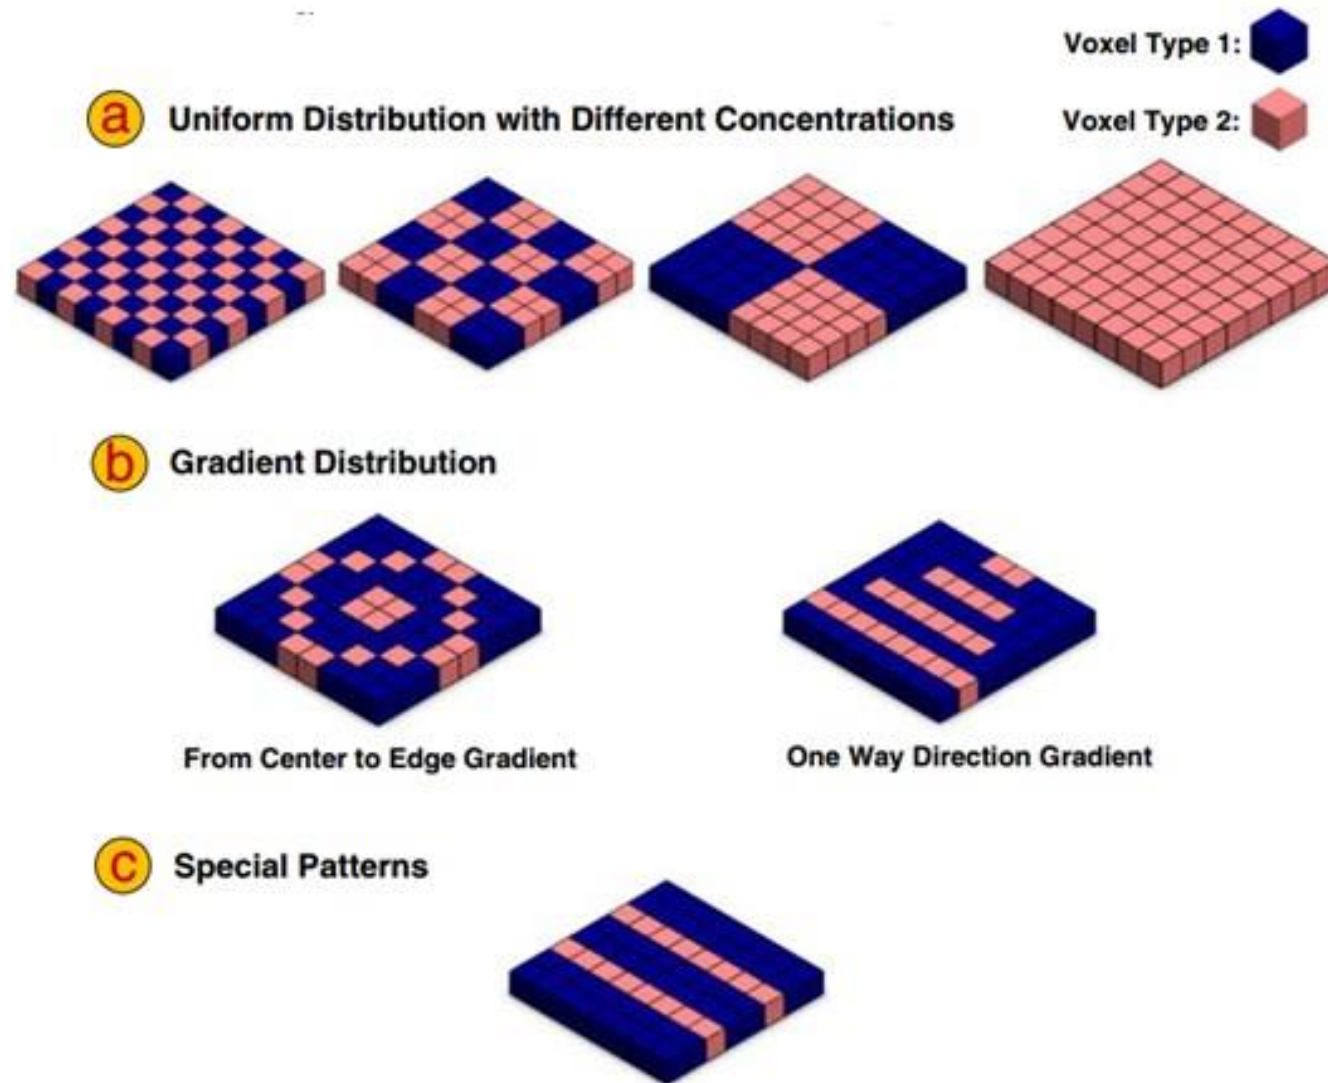 Voxel Type 1:
a Uniform Distribution with Different Concentrations
Voxel Type 2:
b Gradient Distribution
From Center to Edge Gradient
One Way Direction Gradient
c Special Patterns